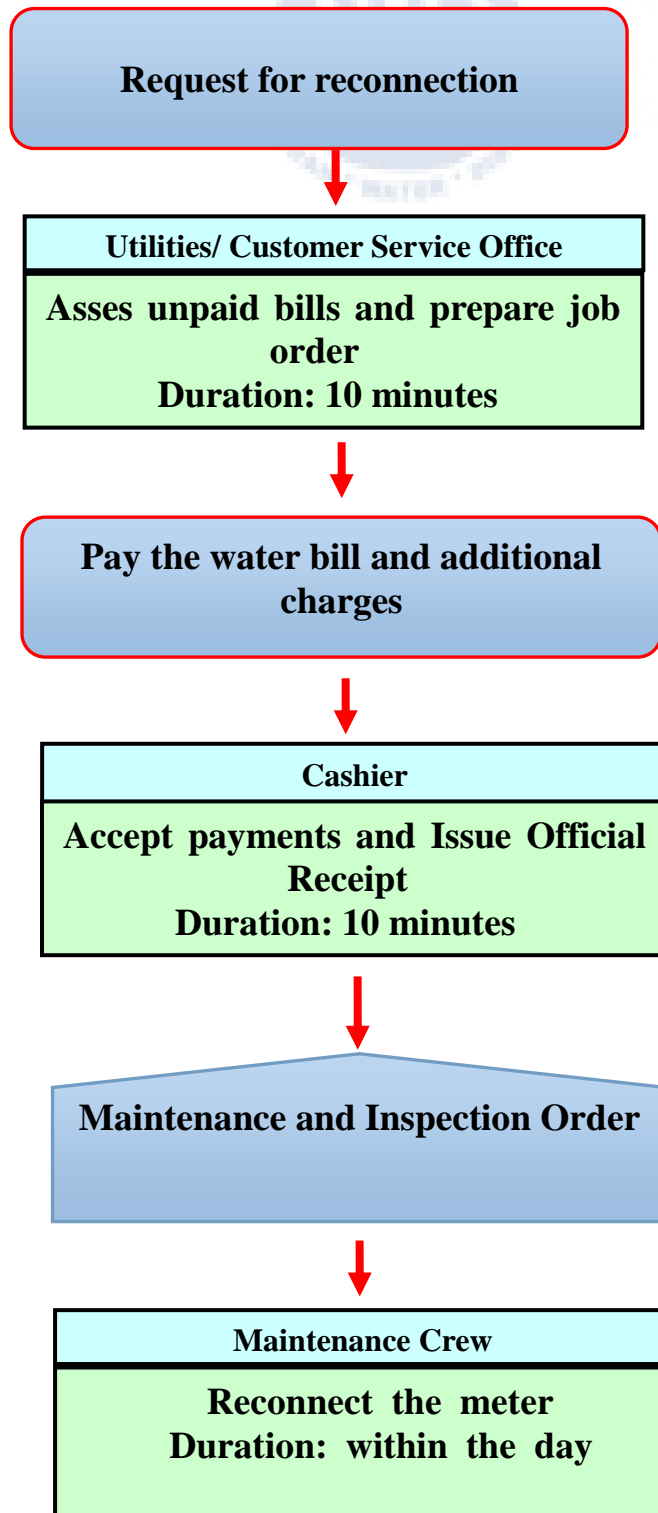 Request for reconnection
Utilities/ Customer Service Office
Asses unpaid bills and prepare job
order
Duration: 10 minutes
Pay the water bill and additional
charges
Cashier
Accept payments and Issue Official
Receipt
Duration: 10 minutes
Maintenance and Inspection Order
Maintenance Crew
Reconnect the meter
Duration: within the day